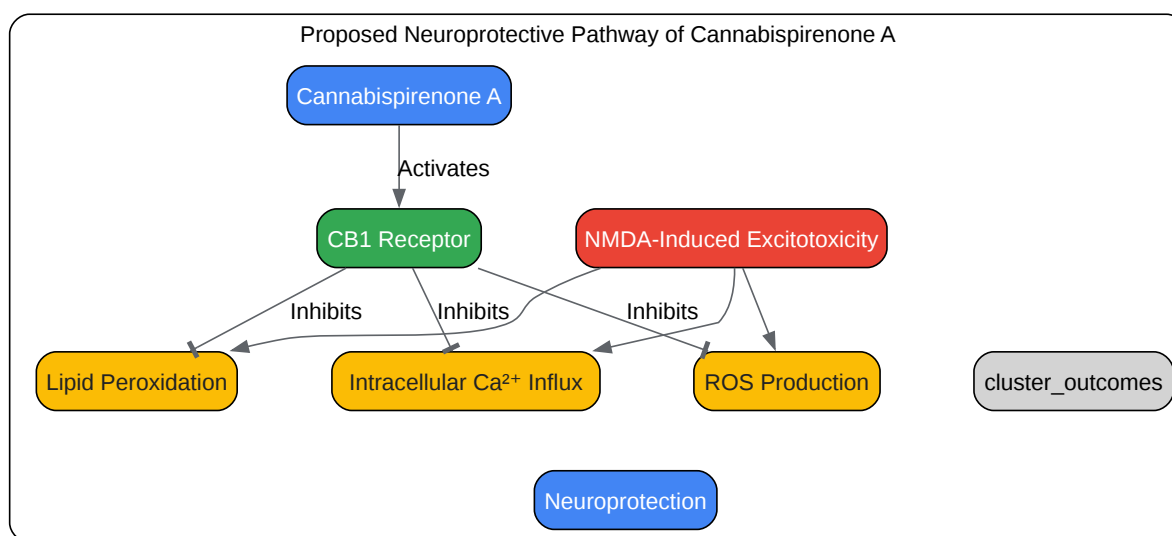 Proposed Neuroprotective Pathway of Cannabispirenone A
Cannabispirenone A
Activates
CB1 Receptor
NMDA-Induced Excitotoxicity
Inhibits
Inhibits
Inhibits
Lipid Peroxidation
Intracellular Ca²⁺ Influx
ROS Production
cluster_outcomes
Neuroprotection